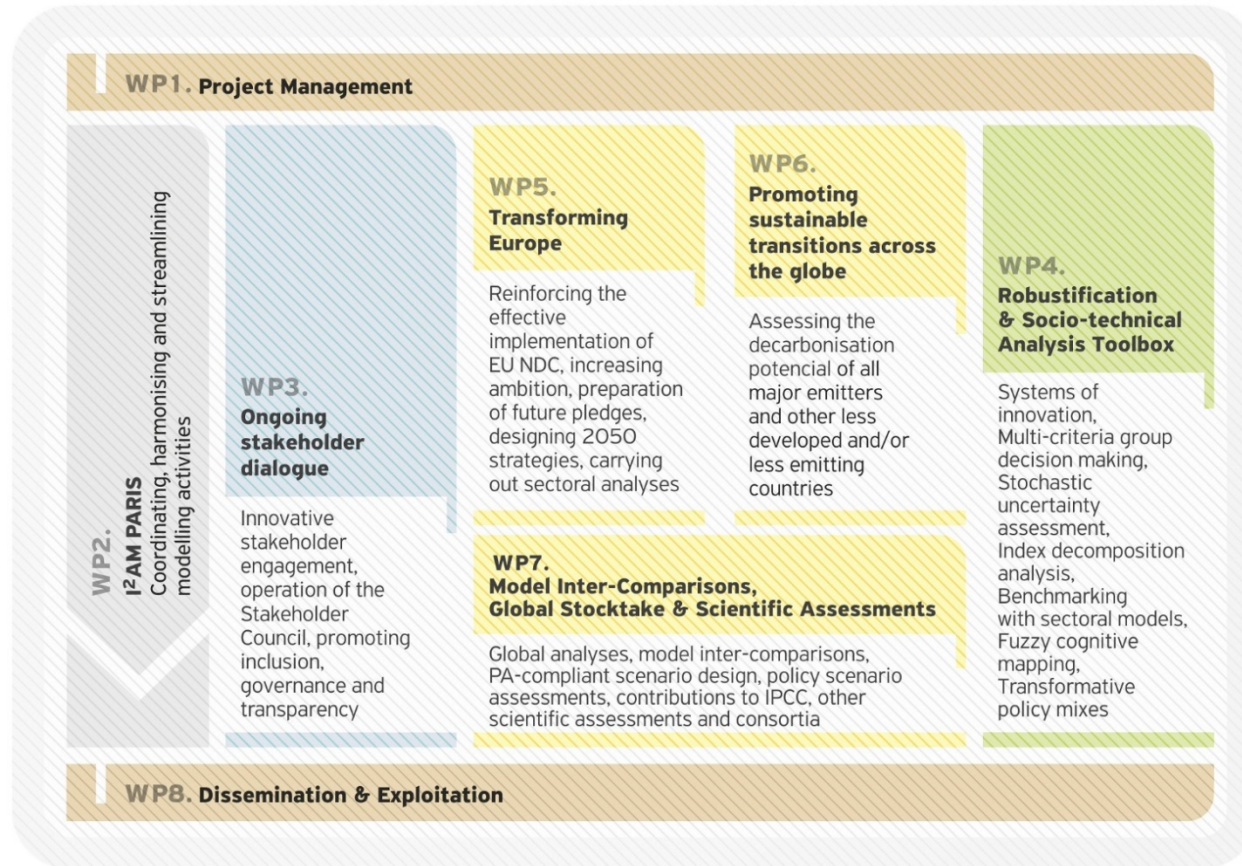 WP1. Project Management
WP2.
I²AM PARIS
Coordinating, harmonising and streamlining
modelling activities
WP3.
Ongoing
stakeholder
dialogue
Innovative
stakeholder
engagement,
operation of the
Stakeholder
Council, promoting
inclusion,
governance and
transparency
WP5.
Transforming
Europe
Reinforcing the
effective
implementation of
EU NDC, increasing
ambition, preparation
of future pledges,
designing 2050
strategies, carrying
out sectoral analyses
WP6.
Promoting
sustainable
transitions across
the globe
Assessing the
decarbonisation
potencial of all
major emitters
and other less
developed and/or
less emitting
countries
WP7.
Model Inter-Comparisons,
Global Stocktake & Scientific Assessments
Global analyses, model inter-comparisons,
PA-compliant scenario design, policy scenario
assessments, contributions to IPCC, other
scientific assessments and consortia
WP4.
Robustification
& Socio-technical
Analysis Toolbox
Systems of
innovation,
Multi-criteria group
decision making,
Stochastic
uncertainty
assessment,
Index decomposition
analysis,
Benchmarking
with sectoral models,
Fuzzy cognitive
mapping,
Transformative
policy mixes
WP8. Dissemination & Exploitation